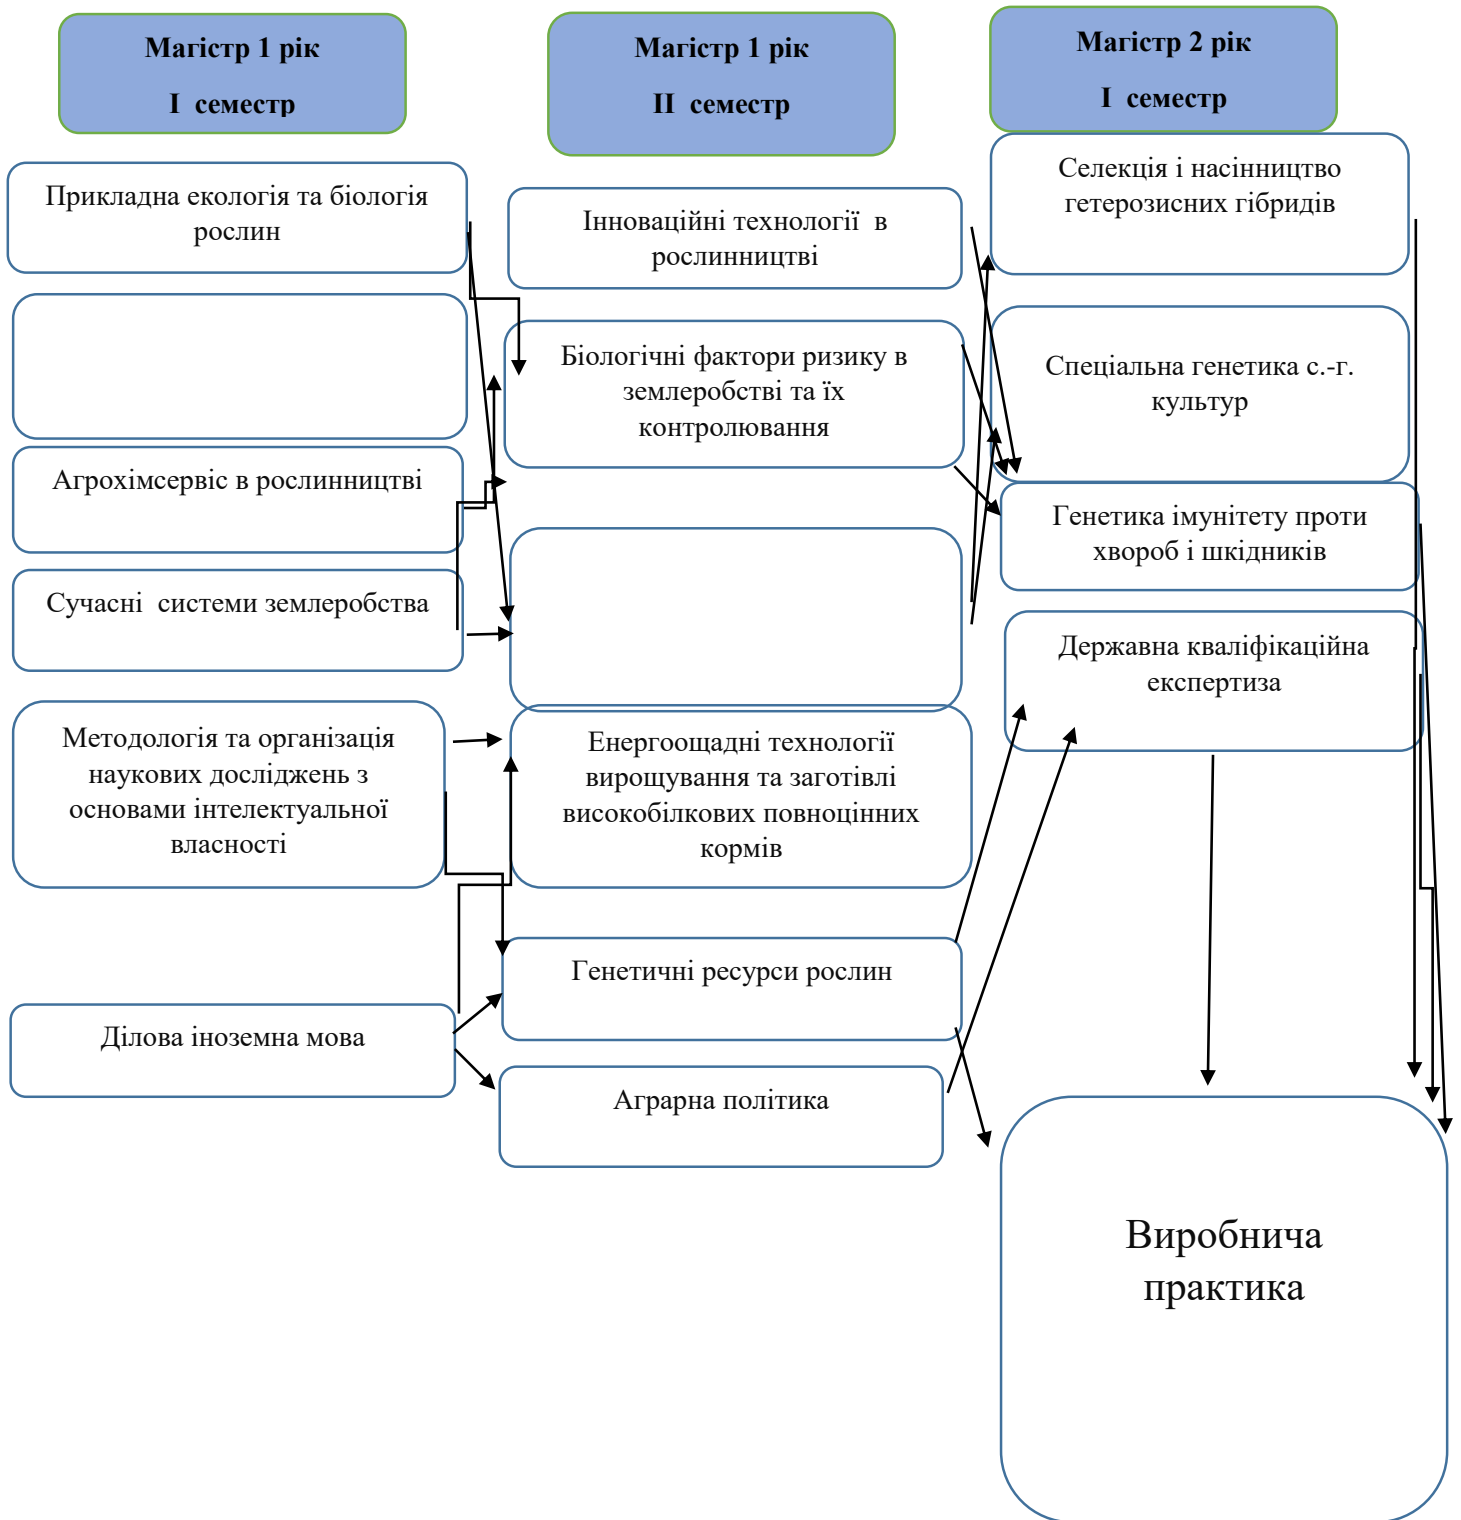 Магістр 1 рік
І семестр
Прикладна екологія та біологія
рослин
Агрохімсервіс в рослинництві
Сучасні системи землеробства
Методологія та організація
наукових досліджень з
основами інтелектуальної
власності
Ділова іноземна мова
Магістр 1 рік
ІІ семестр
Інноваційні технології в
рослинництві
Біологічні фактори ризику в
землеробстві та їх
контролювання
Енергоощадні технології
вирощування та заготівлі
високобілкових повноцінних
кормів
Генетичні ресурси рослин
Аграрна політика
Магістр 2 рік
І семестр
Селекція і насінництво
гетерозисних гібридів
Спеціальна генетика с.-г.
культур
Генетика імунітету проти
хвороб і шкідників
Державна кваліфікаційна
експертиза
Виробнича
практика